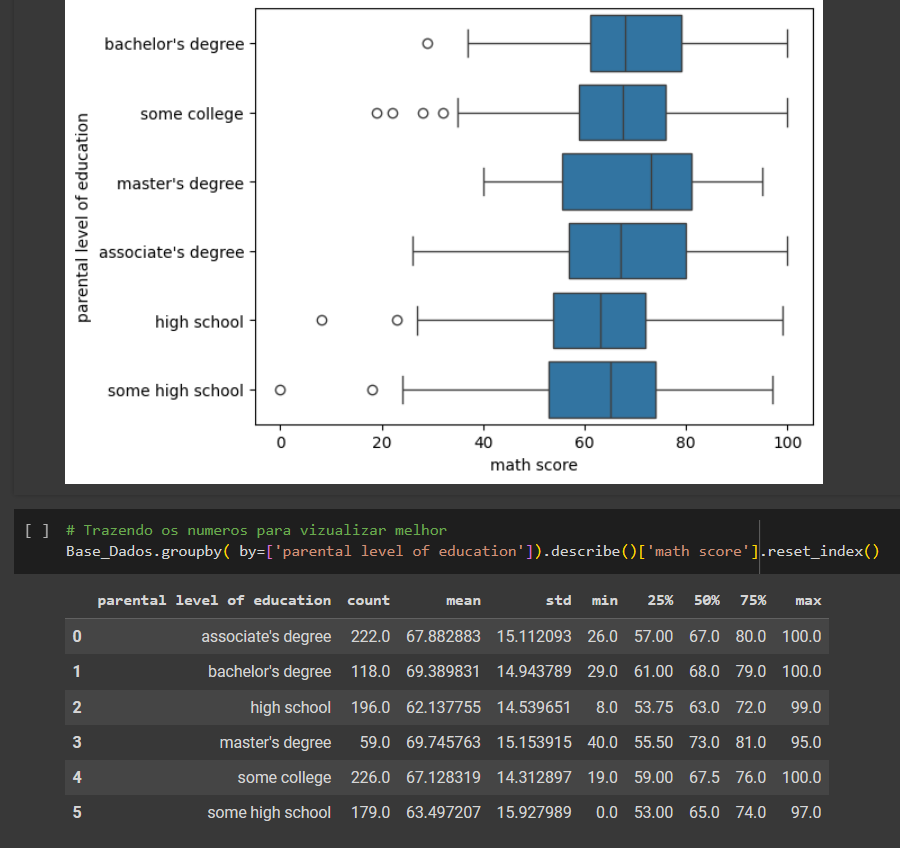 bachelor's degree
some college
master's degree
associate's degree
high school
some high school
parental level of education
0 20 40 60 80 100
math score
[ ] # Trazendo os numeros para vizualizar melhor
Base_Dados.groupby( by=['parental level of education']).describe()['math score'].reset_index()
parental level of education count mean std min 25% 50% 75% max
0 associate's degree 222.0 67.882883 15.112093 26.0 57.00 67.0 80.0 100.0
1 bachelor's degree 118.0 69.389831 14.943789 29.0 61.00 68.0 79.0 100.0
2 high school 196.0 62.137755 14.539651 8.0 53.75 63.0 72.0 99.0
3 master's degree 59.0 69.745763 15.153915 40.0 55.50 73.0 81.0 95.0
4 some college 226.0 67.128319 14.312897 19.0 59.00 67.5 76.0 100.0
5 some high school 179.0 63.497207 15.927989 0.0 53.00 65.0 74.0 97.0